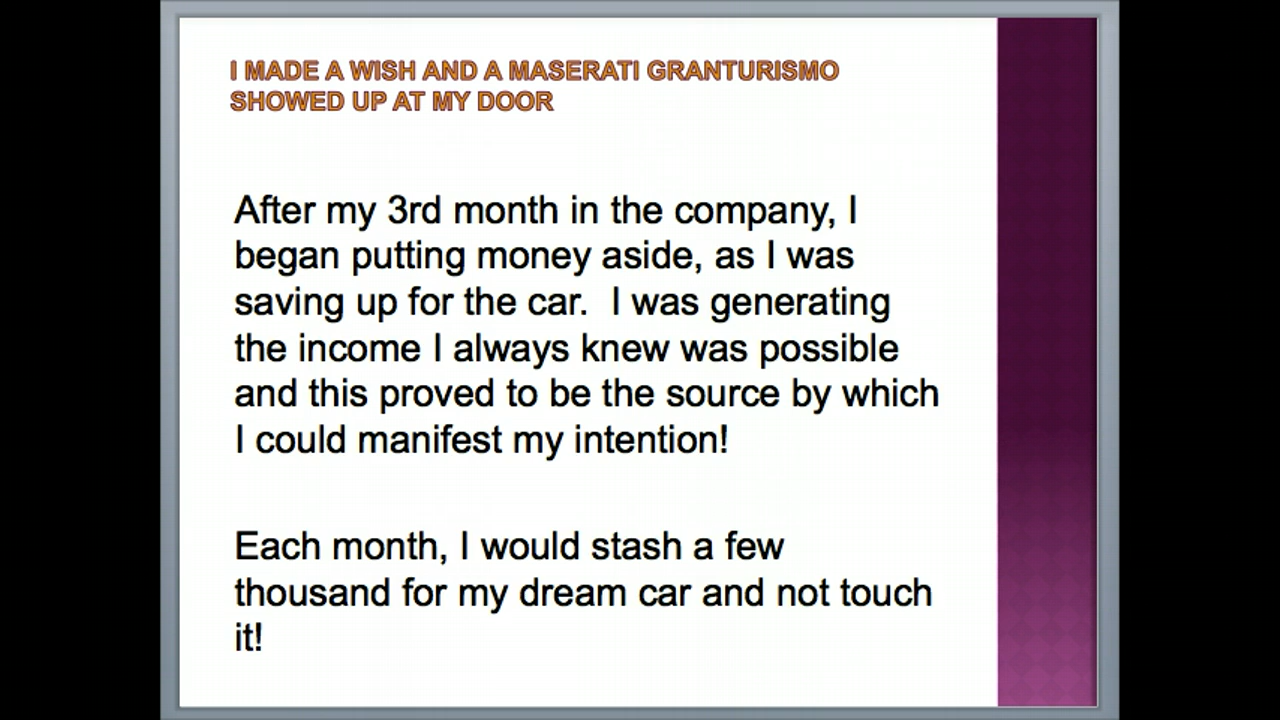 I MADE A WISH AND A MASERATI GRANTURISMO
SHOWED UP AT MY DOOR
After my 3rd month in the company, I
began putting money aside, as I was
saving up for the car.  I was generating
the income I always knew was possible
and this proved to be the source by which
I could manifest my intention!
Each month, I would stash a few
thousand for my dream car and not touch
it!